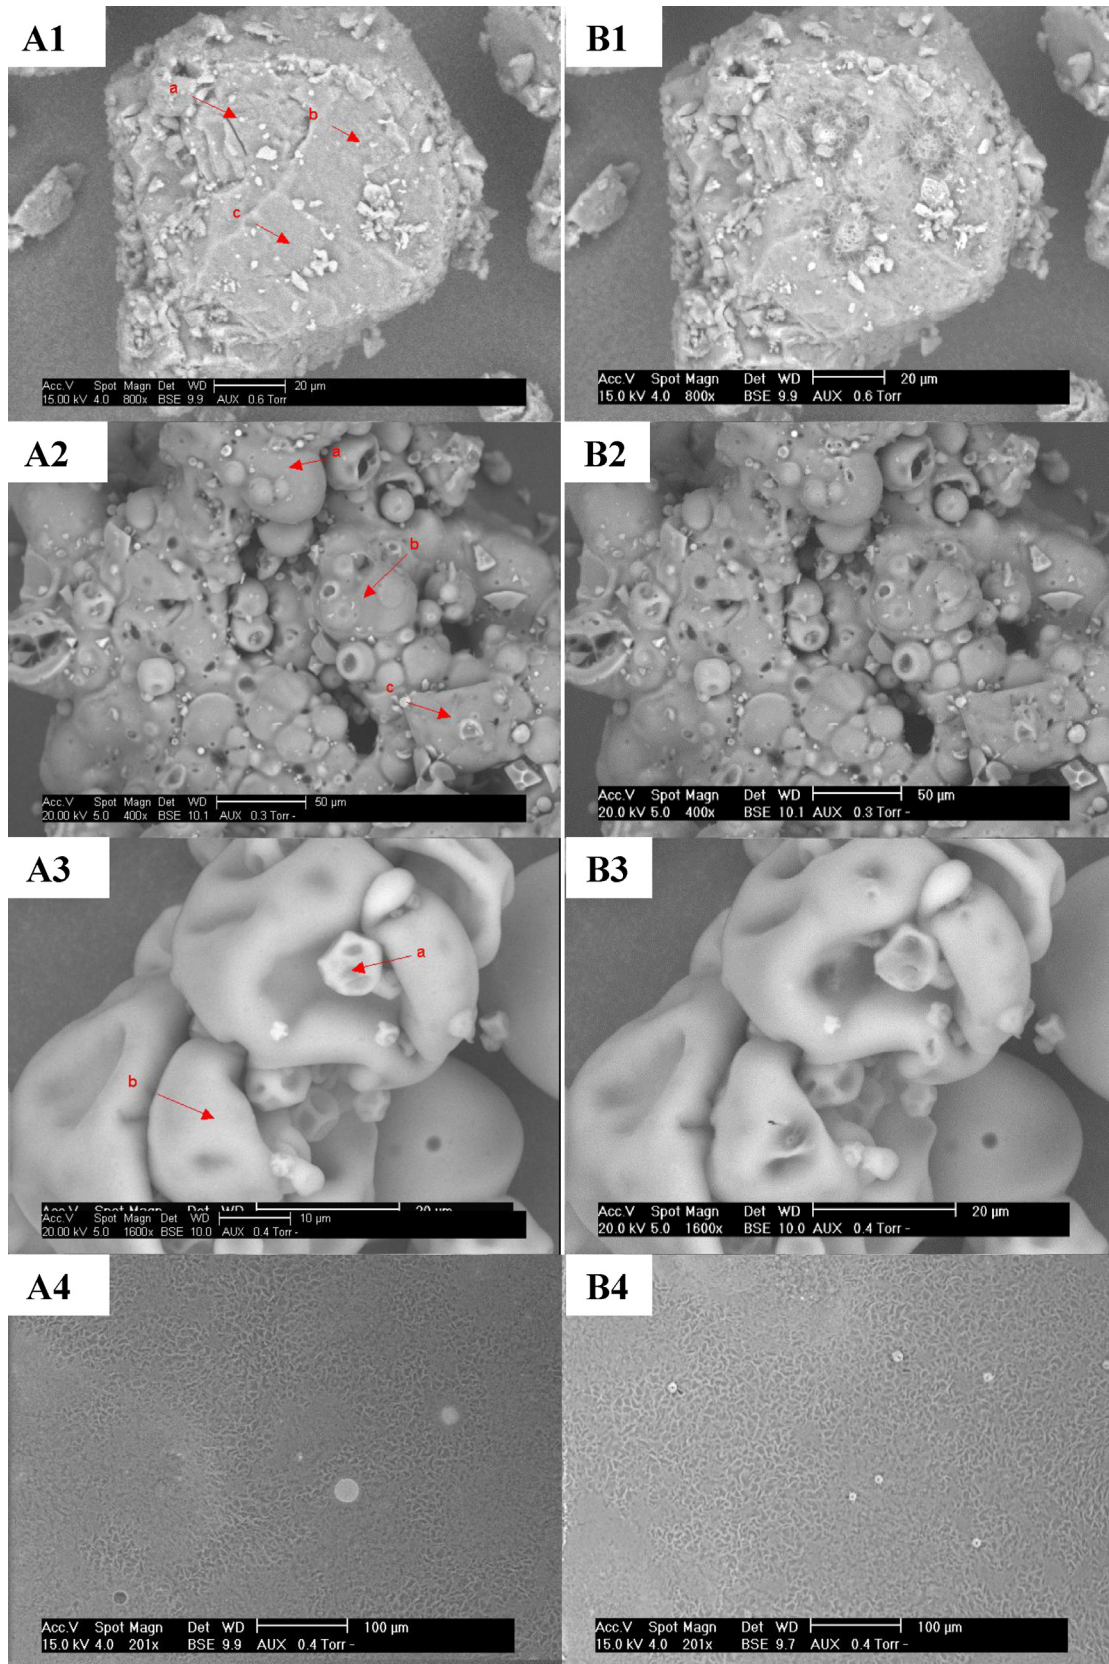 A1
B1
a
b
c
Acc.V Spot Magn Det WD 20 µm
15.00 kV 4.0 800x BSE 9.9 AUX 0.6 Torr
Acc.V Spot Magn Det WD 20 µm
15.0 kV 4.0 800x BSE 9.9 AUX 0.6 Torr
A2
B2
a
b
c
Acc.V Spot Magn Det WD 50 µm
20.00 kV 5.0 400x BSE 10.1 AUX 0.3 Torr -
Acc.V Spot Magn Det WD 50 µm
20.0 kV 5.0 400x BSE 10.1 AUX 0.3 Torr -
A3
B3
a
b
Acc.V Spot Magn Det WD 20 µm
Acc.V Spot Magn Det WD 10 µm
20.00 kV 5.0 1600x BSE 10.0 AUX 0.4 Torr -
Acc.V Spot Magn Det WD 20 µm
20.0 kV 5.0 1600x BSE 10.0 AUX 0.4 Torr -
A4
B4
Acc.V Spot Magn Det WD 100 µm
15.0 kV 4.0 201x BSE 9.9 AUX 0.4 Torr -
Acc.V Spot Magn Det WD 100 µm
15.0 kV 4.0 201x BSE 9.7 AUX 0.4 Torr -